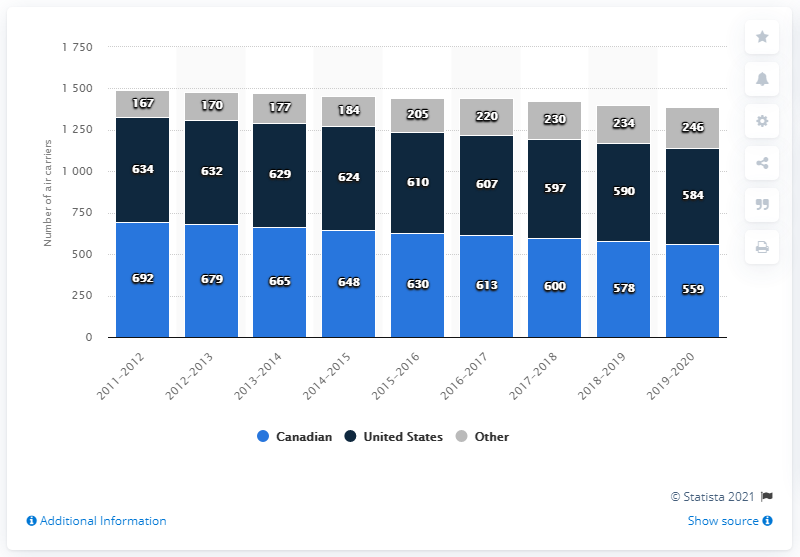 1 750
1 500
1 250
1 000
750
500
250
0
Number of air carriers
167 170 177 184 205 220 230 234 246
634 632 629 624 610 607 597 590 584
692 679 665 648 630 613 600 578 559
2011-2012 2012-2013 2013-2014 2014-2015 2015-2016 2016-2017 2017-2018 2018-2019 2019-2020
Canadian United States Other
© Statista 2021
Additional Information Show source